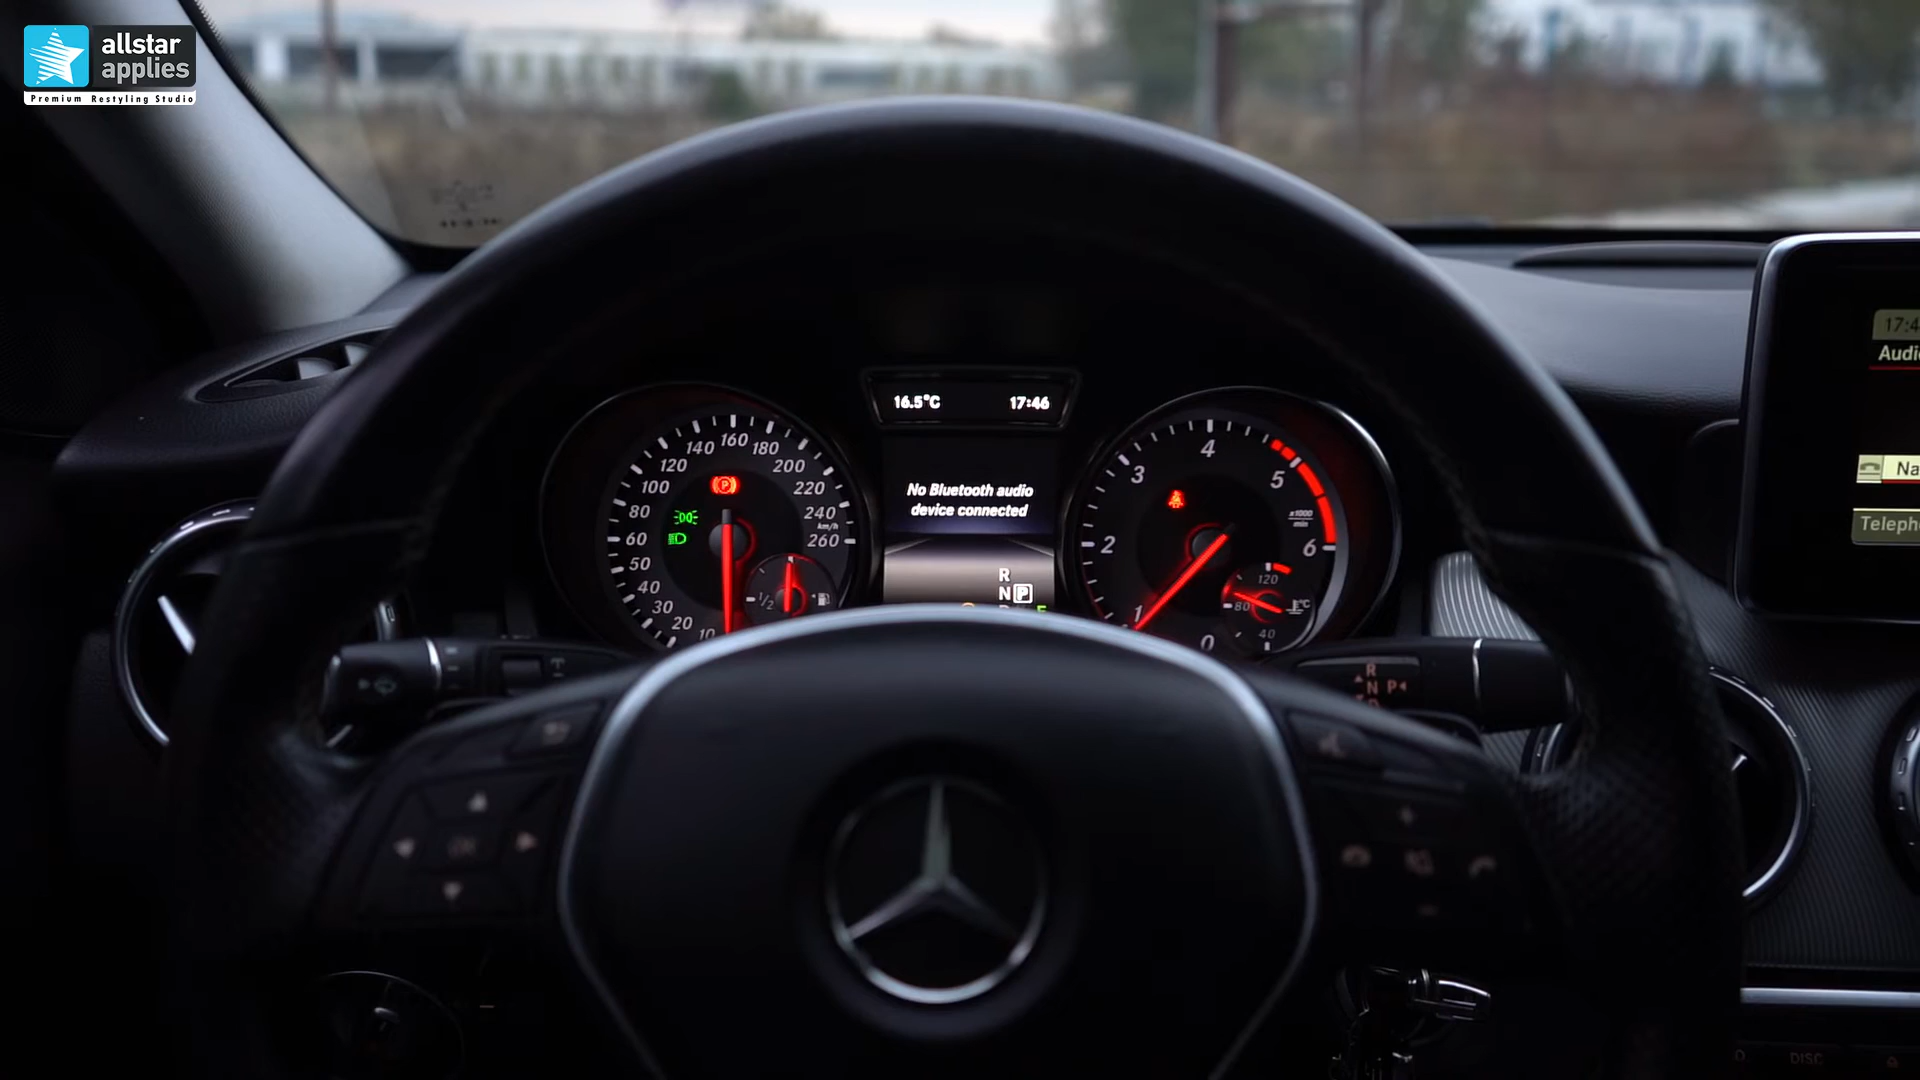 allstar
applies
Premium Restyling Studio
16.5°C 17:46
No Bluetooth audio
device connected
R
N P
10
20
30
40
50
60
80
100
120
140
160
180
200
220
240
km/h
260
P
1/2
0
1
2
3
4
5
6
x1000
min
120
80
°C
40
17:4
Audi
Na
Teleph
R
N P
OK
DISC